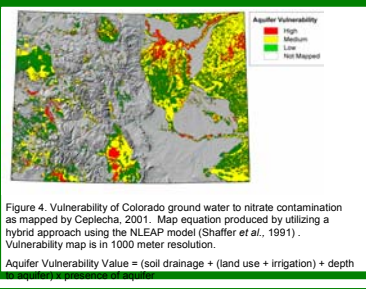 Aquifer Vulnerability
High
Medium
Low
Not Mapped
Figure 4. Vulnerability of Colorado ground water to nitrate contamination
as mapped by Ceplecha, 2001. Map equation produced by utilizing a
hybrid approach using the NLEAP model (Shaffer et al., 1991) .
Vulnerability map is in 1000 meter resolution.
Aquifer Vulnerability Value = (soil drainage + (land use + irrigation) + depth
to aquifer) x presence of aquifer